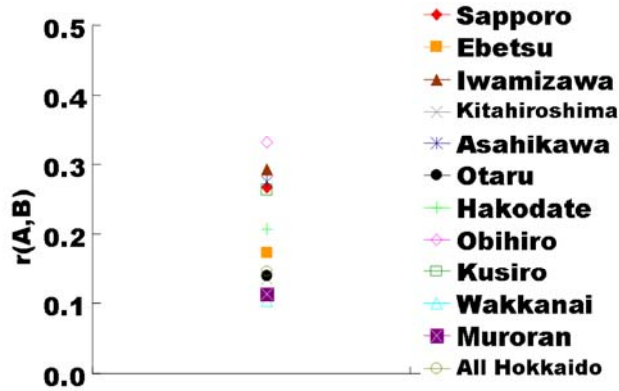 r(A,B)
0.5
0.4
0.3
0.2
0.1
0.0
Sapporo
Ebetsu
Iwamizawa
Kitahiroshima
Asahikawa
Otaru
Hakodate
Obihiro
Kusiro
Wakkanai
Muroran
All Hokkaido